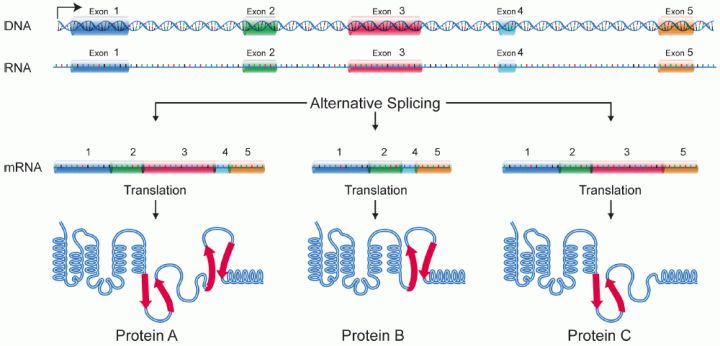 Exon 1 Exon 2 Exon 3 Exon 4 Exon 5
DNA
Exon 1 Exon 2 Exon 3 Exon 4 Exon 5
RNA
Alternative Splicing
1 2 3 4 5 1 2 4 5 1 2 3 5
mRNA
Translation Translation Translation
Protein A Protein B Protein C